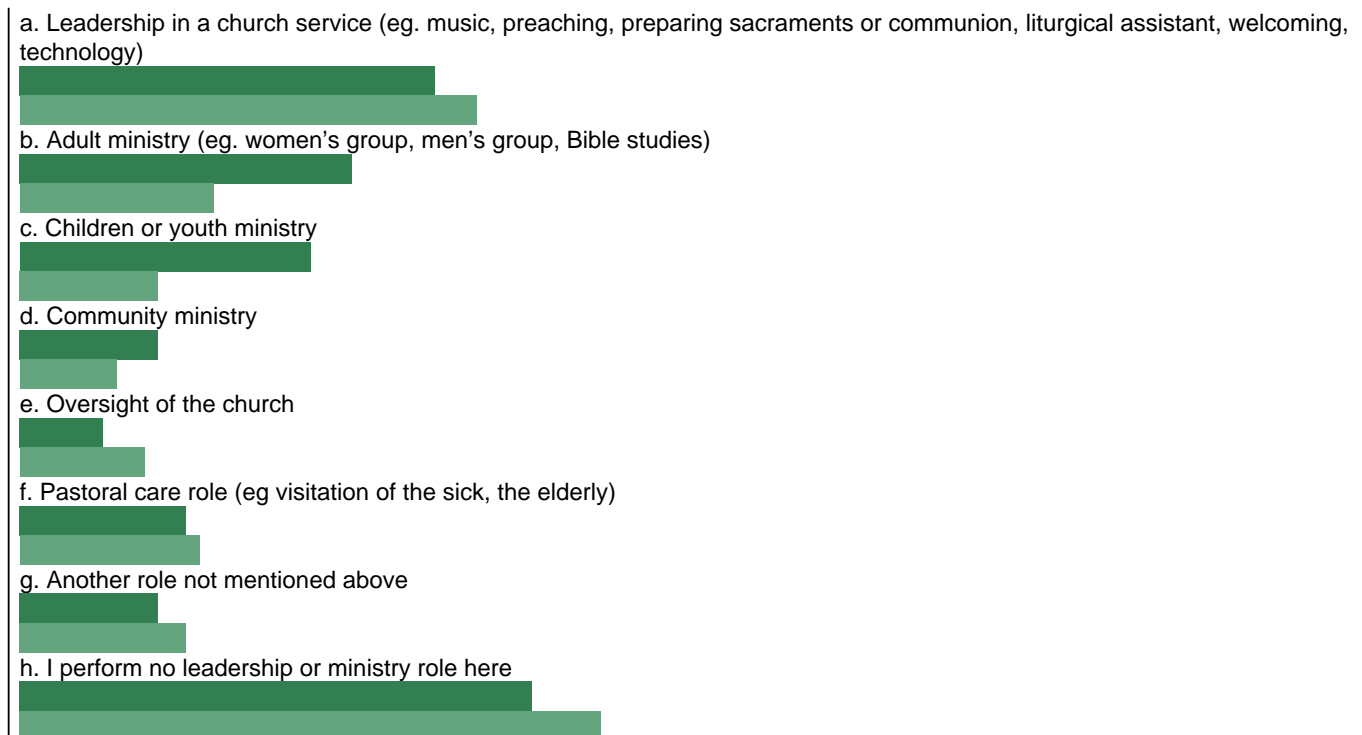 a. Leadership in a church service (eg. music, preaching, preparing sacraments or communion, liturgical assistant, welcoming,
technology)
b. Adult ministry (eg. women’s group, men’s group, Bible studies)
c. Children or youth ministry
d. Community ministry
e. Oversight of the church
f. Pastoral care role (eg visitation of the sick, the elderly)
g. Another role not mentioned above
h. I perform no leadership or ministry role here